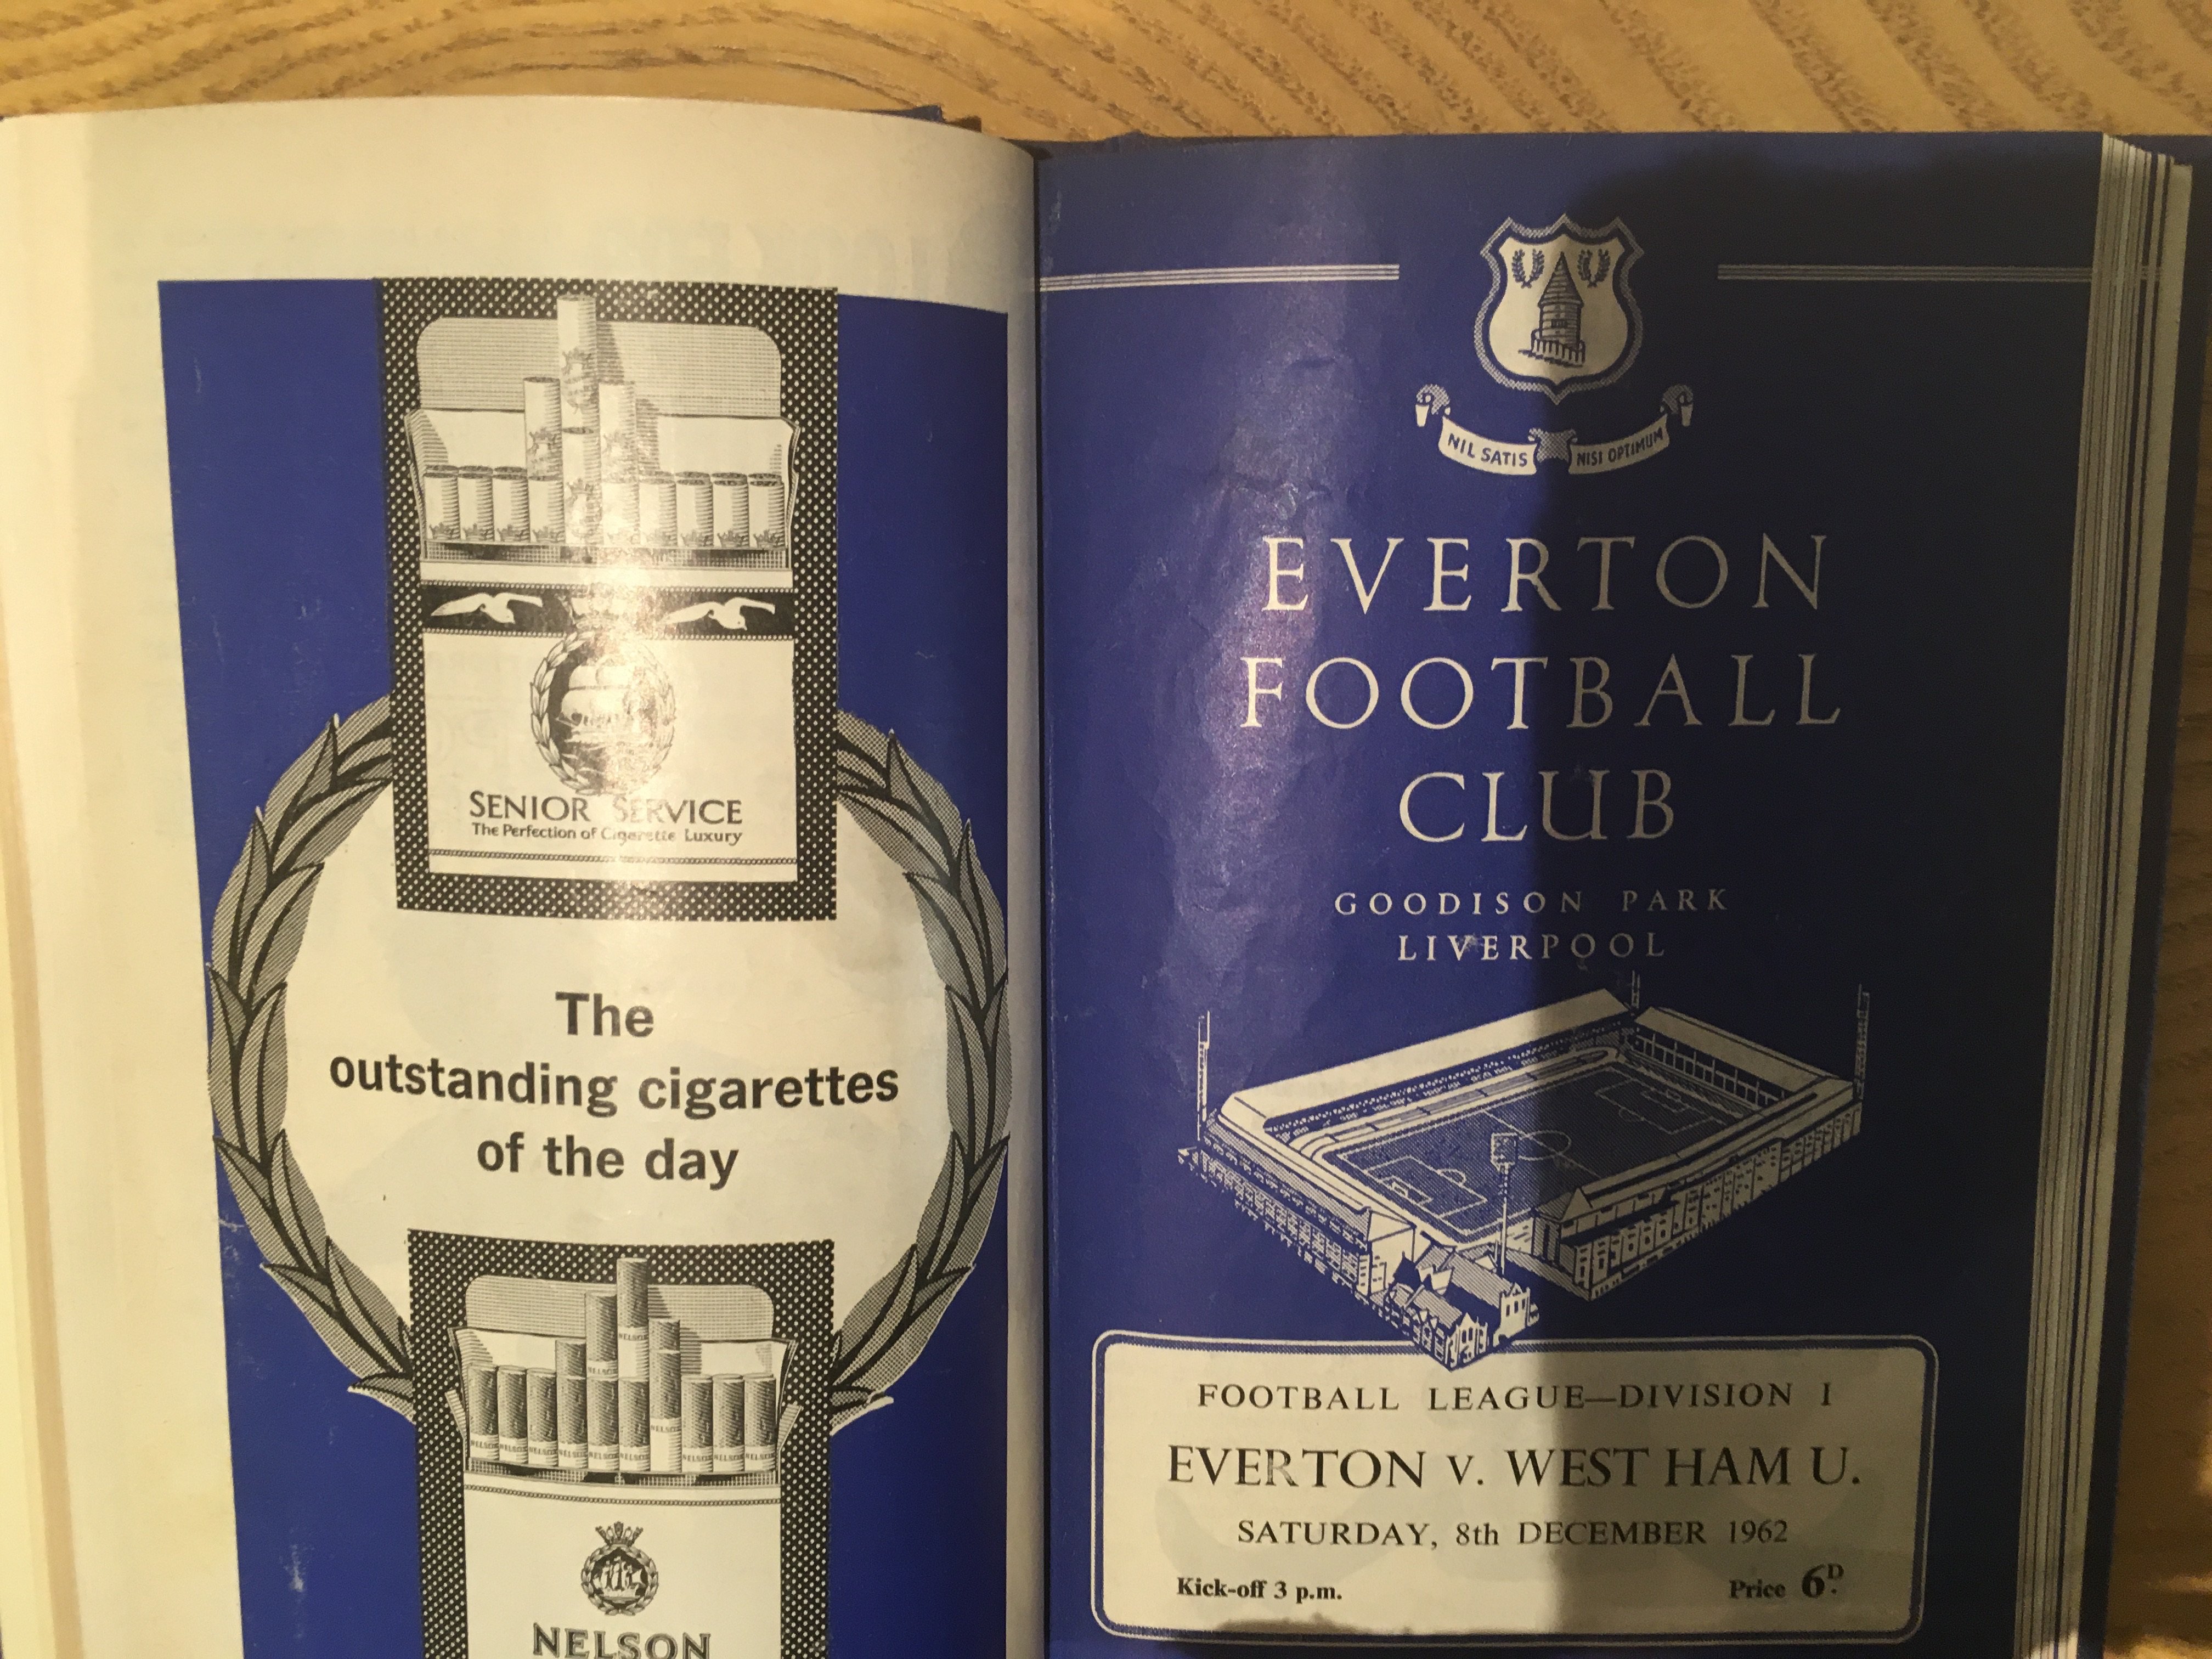 SENIOR SERVICE
The Perfection of Cigarette Luxury
The
outstanding cigarettes
of the day
NELSON
NELSON
NIL SATIS NISI OPTIMUM
EVERTON
FOOTBALL
CLUB
GOODISON PARK
LIVERPOOL
FOOTBALL LEAGUE—DIVISION I
EVERTON V. WEST HAM U.
SATURDAY, 8th DECEMBER 1962
Kick-off 3 p.m. Price 6D.